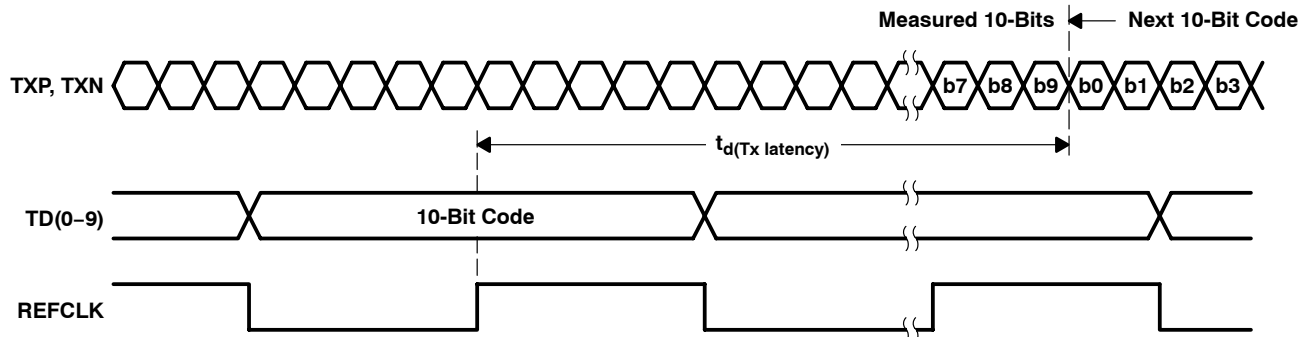 Measured 10-Bits Next 10-Bit Code
TXP, TXN b7 b8 b9 b0 b1 b2 b3
td(Tx latency)
TD(0−9) 10-Bit Code
REFCLK